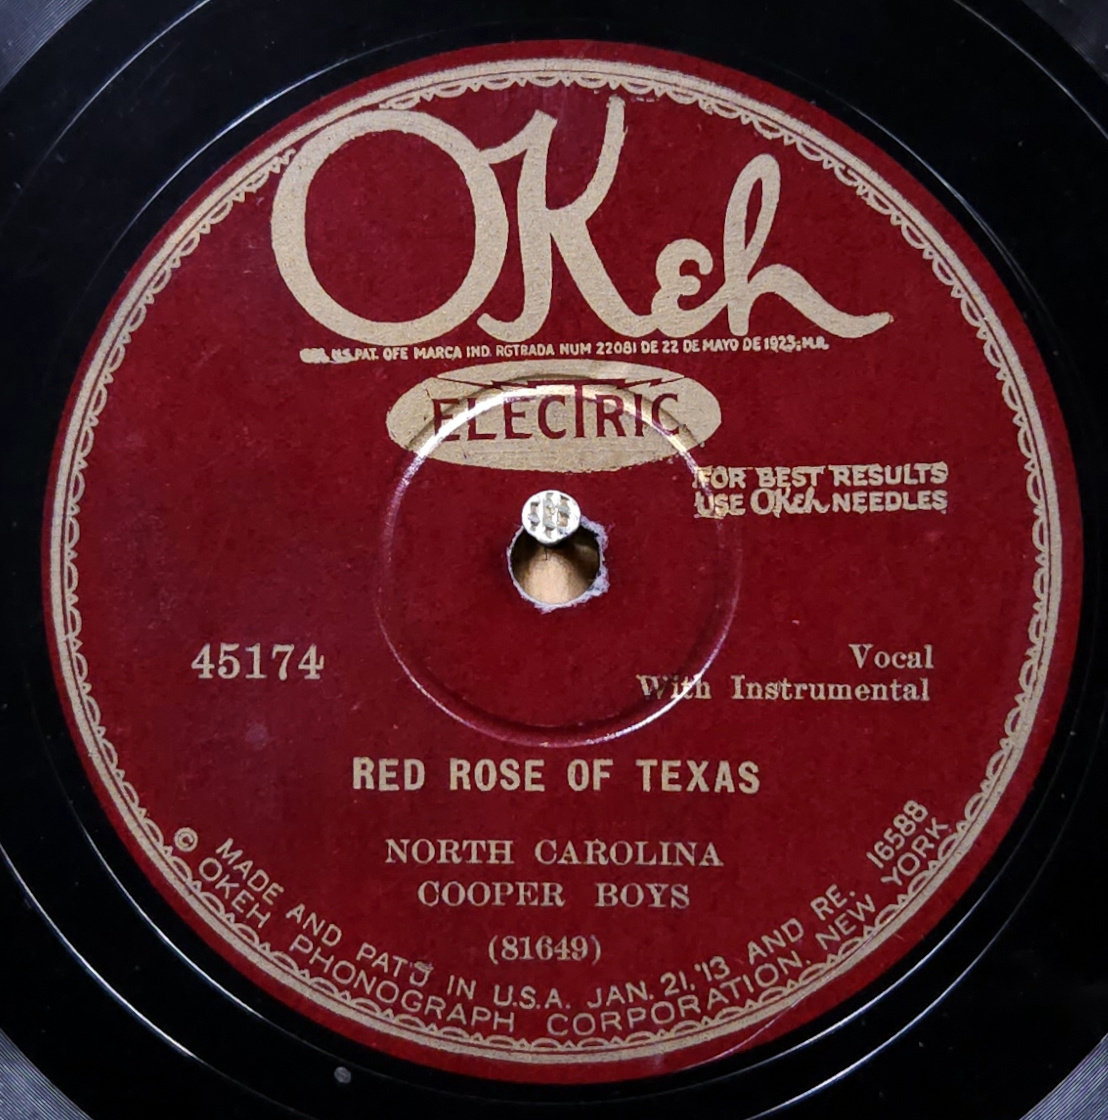 OKeh
U.S. PAT. OFE MARCA IND. RGTRADA NUM 22081 DE 22 DE MAYO DE 1923, M.R.
ELECTRIC
FOR BEST RESULTS
USE OKeh NEEDLES
45174
Vocal
With Instrumental
RED ROSE OF TEXAS
NORTH CAROLINA
COOPER BOYS
(81649)
MADE AND PAT'D IN U.S.A. JAN. 21, '13 AND RE. 16588
© OKEH PHONOGRAPH CORPORATION. NEW YORK